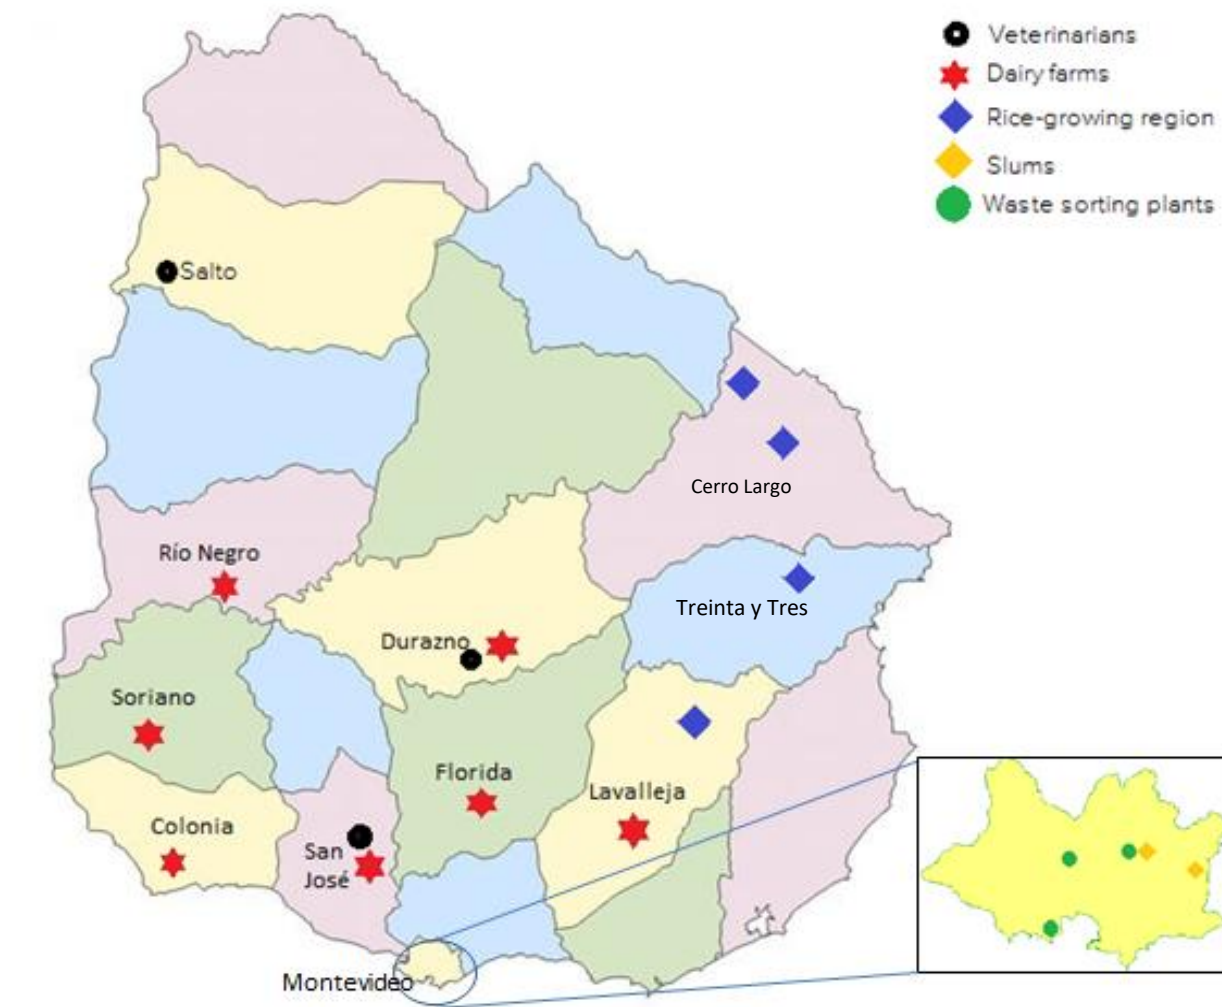 Veterinarians
Dairy farms
Rice-growing region
Slums
Waste sorting plants
Salto
Cerro Largo
Río Negro
Treinta y Tres
Durazno
Soriano
Florida
Lavalleja
Colonia
San
José
Montevideo